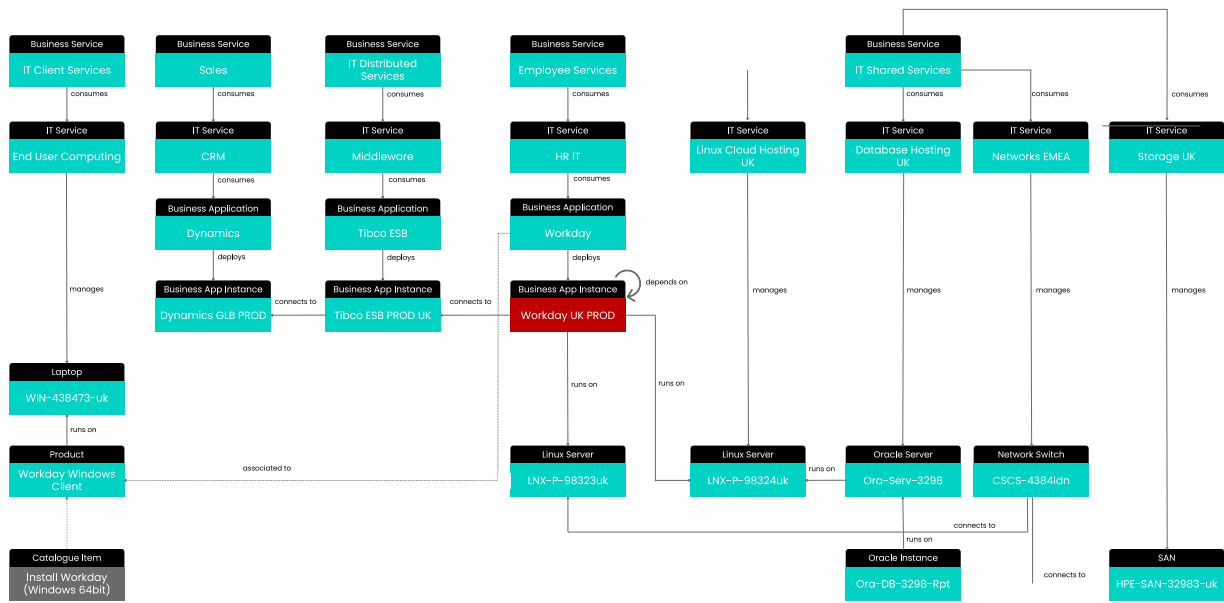 Business Service
IT Client Services
Business Service
Sales
Business Service
IT Distributed
Services
Business Service
Employee Services
Business Service
IT Shared Services
consumes
consumes
consumes
consumes
consumes
consumes
consumes
IT Service
End User Computing
IT Service
CRM
IT Service
Middleware
IT Service
HR IT
IT Service
Linux Cloud Hosting
UK
IT Service
Database Hosting
UK
IT Service
Networks EMEA
IT Service
Storage UK
consumes
consumes
consumes
Business Application
Dynamics
Business Application
Tibco ESB
Business Application
Workday
deploys
deploys
deploys
manages
manages
manages
manages
manages
Business App Instance
Dynamics GLB PROD
connects to
Business App Instance
Tibco ESB PROD UK
connects to
Business App Instance
Workday UK PROD
depends on
runs on
runs on
Laptop
WIN-438473-uk
runs on
Product
Workday Windows
Client
associated to
Linux Server
LNX-P-98323uk
Linux Server
LNX-P-98324uk
runs on
Oracle Server
Ora-Serv-3298
Network Switch
CSCS-4384ldn
connects to
runs on
Catalogue Item
Install Workday
(Windows 64bit)
Oracle Instance
Ora-DB-3298-Rpt
connects to
SAN
HPE-SAN-32983-uk